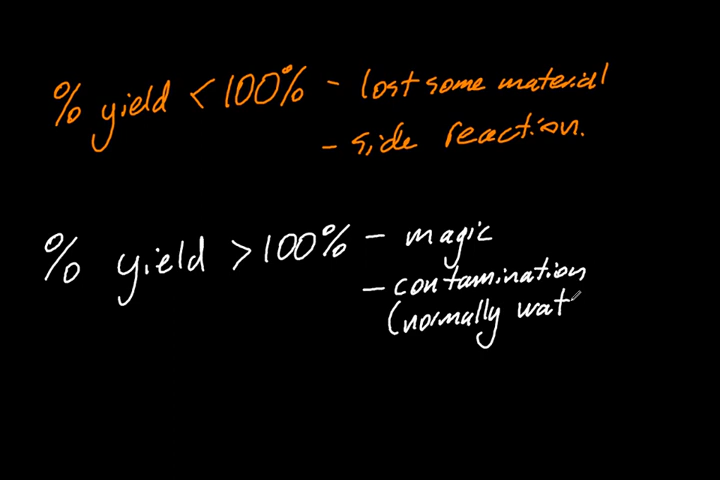 % yield < 100% - lost some material
- side reaction.
% yield > 100% - magic
- contamination
(normally wat